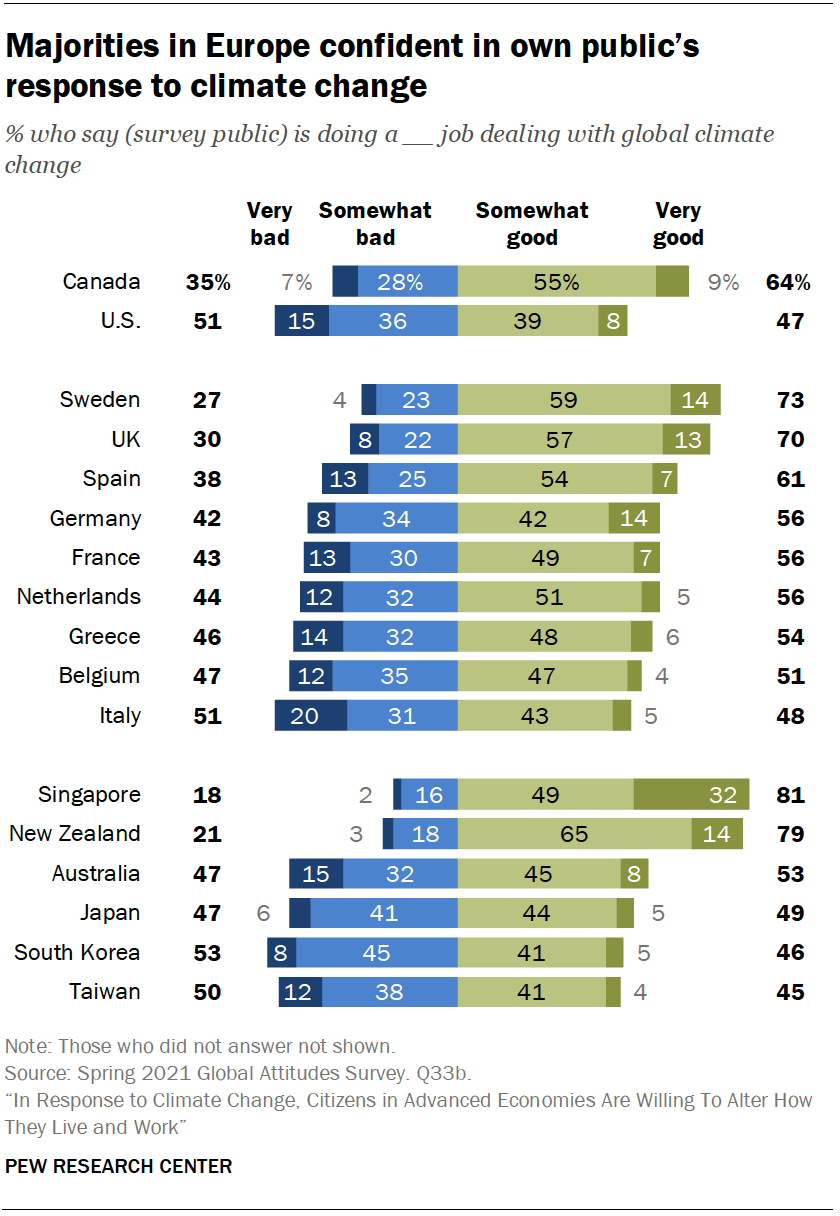 Majorities in Europe confident in own public’s
response to climate change
% who say (survey public) is doing a __ job dealing with global climate
change
Very Somewhat Somewhat Very
bad bad good good
Canada 35% 7% 28% 55% 9% 64%
U.S. 51 15 36 39 8 47
Sweden 27 4 23 59 14 73
UK 30 8 22 57 13 70
Spain 38 13 25 54 7 61
Germany 42 8 34 42 14 56
France 43 13 30 49 7 56
Netherlands 44 12 32 51 5 56
Greece 46 14 32 48 6 54
Belgium 47 12 35 47 4 51
Italy 51 20 31 43 5 48
Singapore 18 2 16 49 32 81
New Zealand 21 3 18 65 14 79
Australia 47 15 32 45 8 53
Japan 47 6 41 44 5 49
South Korea 53 8 45 41 5 46
Taiwan 50 12 38 41 4 45
Note: Those who did not answer not shown.
Source: Spring 2021 Global Attitudes Survey. Q33b.
“In Response to Climate Change, Citizens in Advanced Economies Are Willing To Alter How
They Live and Work”
PEW RESEARCH CENTER